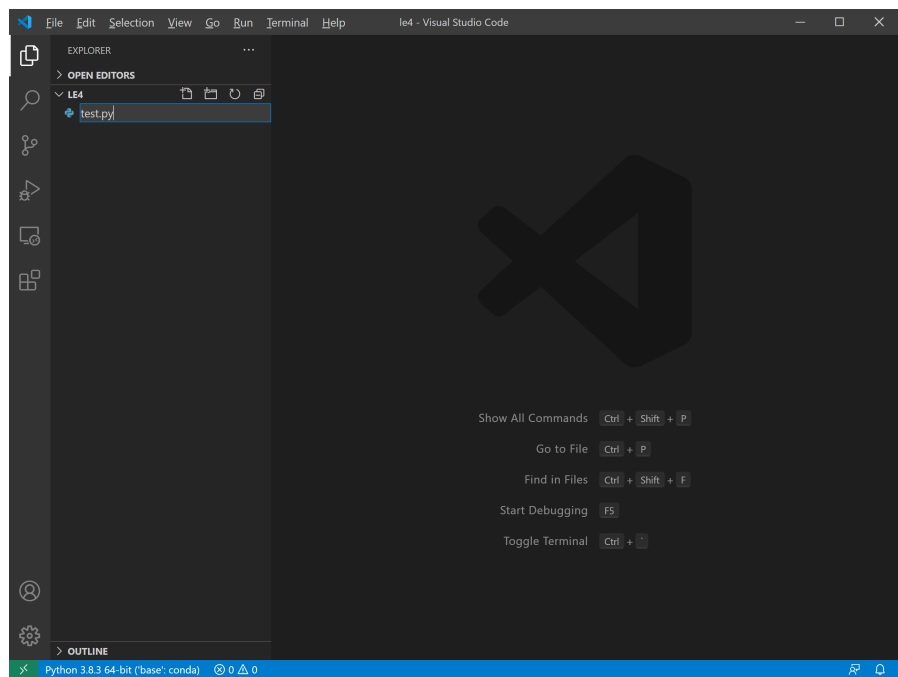 File Edit Selection View Go Run Terminal Help le4 - Visual Studio Code
EXPLORER
OPEN EDITORS
LE4
test.py
Show All Commands Ctrl + Shift + P
Go to File Ctrl + P
Find in Files Ctrl + Shift + F
Start Debugging F5
Toggle Terminal Ctrl + `
OUTLINE
Python 3.8.3 64-bit ('base': conda) 0 0